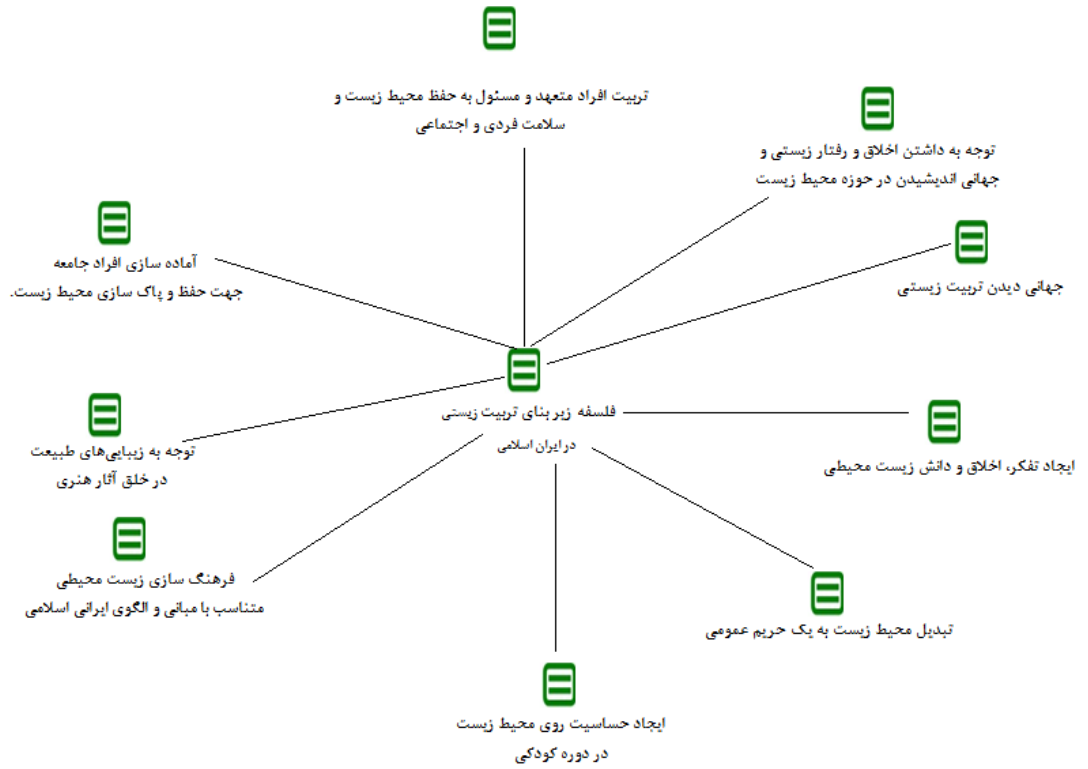 تربیت افراد متعهد و مسئول به حفظ محیط زیست و
سلامت فردی و اجتماعی
توجه به داشتن اخلاق و رفتار زیستی و
جهانی اندیشیدن در حوزه محیط زیست
جهانی دیدن تربیت زیستی
آماده سازی افراد جامعه
جهت حفظ و پاک سازی محیط زیست.
فلسفه زیر بنای تربیت زیستی
در ایران اسلامی
ایجاد تفکر، اخلاق و دانش زیست محیطی
توجه به زیبایی‌های طبیعت
در خلق آثار هنری
فرهنگ سازی زیست محیطی
متناسب با مبانی و الگوی ایرانی اسلامی
تبدیل محیط زیست به یک حریم عمومی
ایجاد حساسیت روی محیط زیست
در دوره کودکی